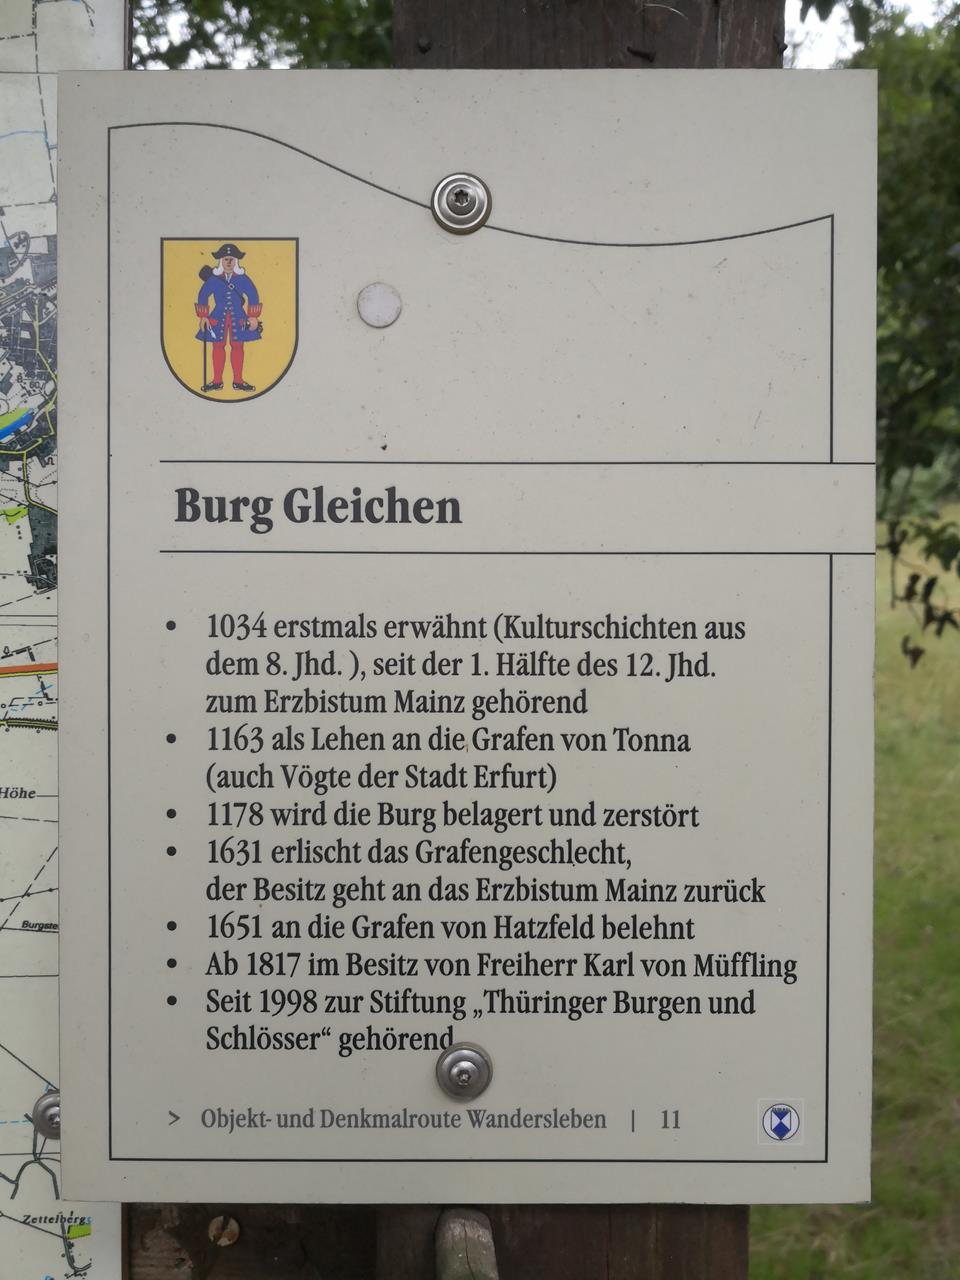 Burg Gleichen
• 1034 erstmals erwähnt (Kulturschichten aus
dem 8. Jhd. ), seit der 1. Hälfte des 12. Jhd.
zum Erzbistum Mainz gehörend
• 1163 als Lehen an die Grafen von Tonna
(auch Vögte der Stadt Erfurt)
• 1178 wird die Burg belagert und zerstört
• 1631 erlischt das Grafengeschlecht,
der Besitz geht an das Erzbistum Mainz zurück
• 1651 an die Grafen von Hatzfeld belehnt
• Ab 1817 im Besitz von Freiherr Karl von Müffling
• Seit 1998 zur Stiftung „Thüringer Burgen und
Schlösser“ gehörend
> Objekt- und Denkmalroute Wandersleben | 11
Höhe
Zettelbergs